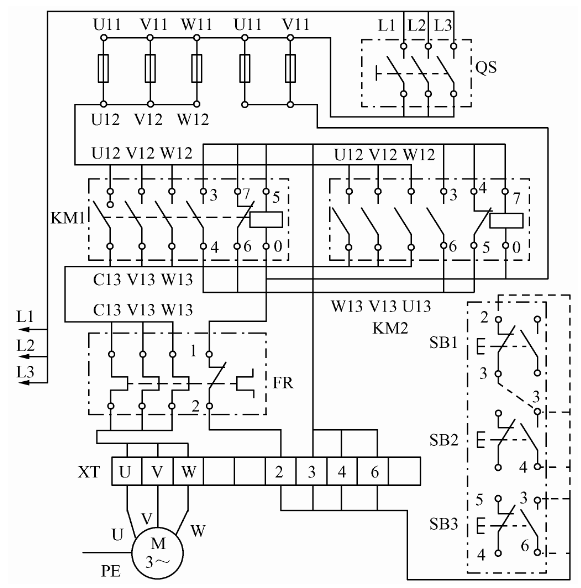 U11 V11 W11 U11 V11
L1 L2 L3
QS
U12 V12 W12
U12 V12 W12
U12 V12 W12
KM1
3 7 5
4 6 0
3 4 7
6 5 0
C13 V13 W13
C13 V13 W13
W13 V13 U13
KM2
L1
L2
L3
1
2
FR
SB1
2
3
3
SB2
4
SB3
5 3
4 6
XT
U V W 2 3 4 6
U V W
M
3～
PE